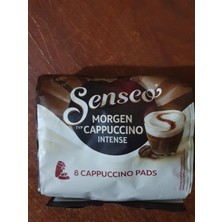 Senseo
MORGEN
TYP CAPPUCCINO
INTENSE
8 CAPPUCCINO PADS